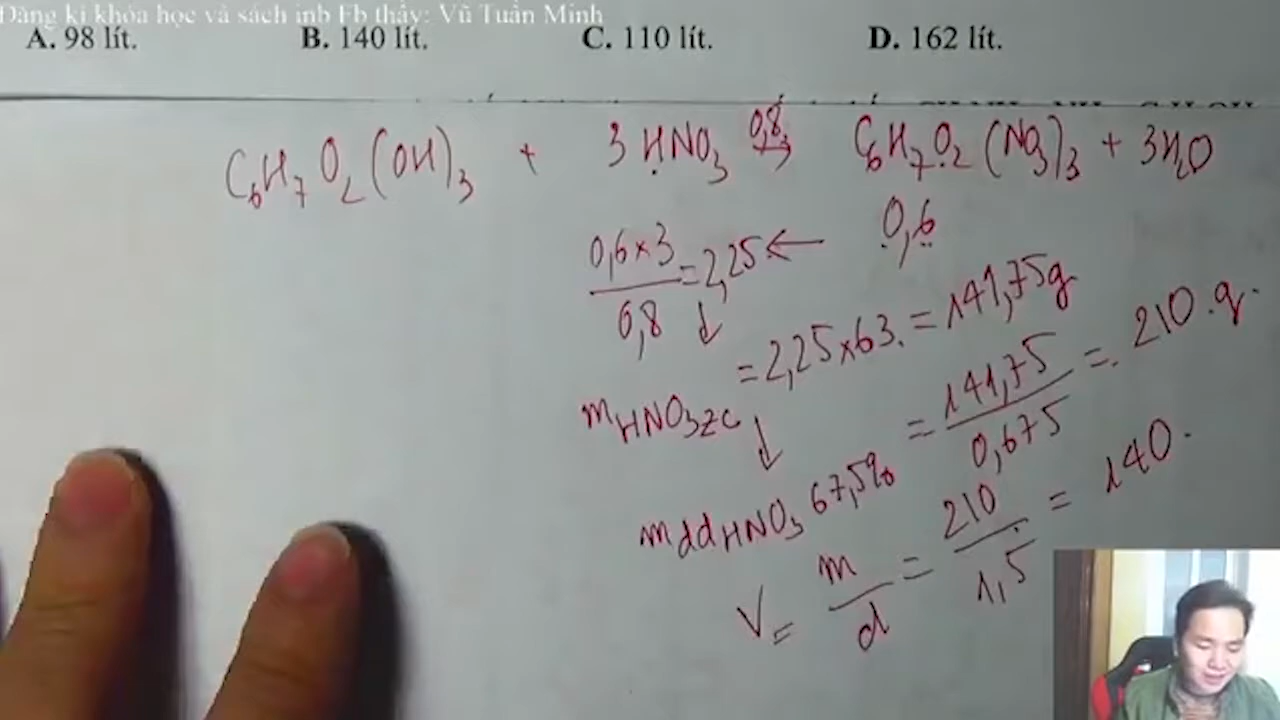 Đăng kí khóa học và sách inb Fb thầy: Vũ Tuấn Minh
A. 98 lít. B. 140 lít. C. 110 lít. D. 162 lít.
C6H7O2(OH)3 + 3HNO3 0,8 → C6H7O2(NO3)3 + 3H2O
0,6×3/0,8 = 2,25 ← 0,6
↓
mHNO3 = 2,25×63 = 141,75g
↓
mddHNO3 67,5% = 141,75/0,675 = 210.g.
V = m/d = 210/1,5 = 140.